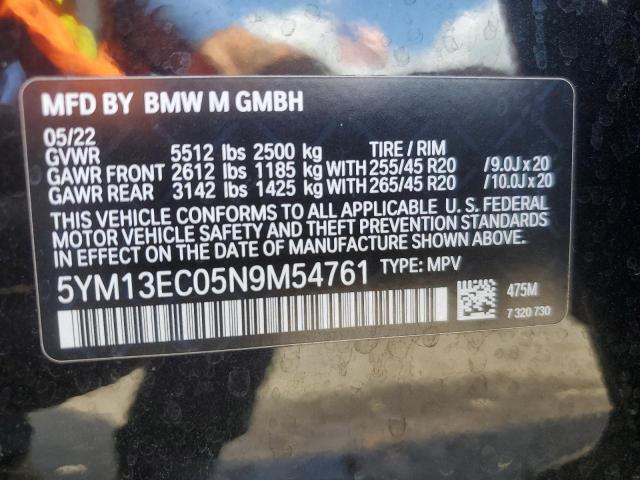 MFD BY BMW M GMBH
05/22
GVWR 5512 lbs 2500 kg TIRE / RIM
GAWR FRONT 2612 lbs 1185 kg WITH 255/45 R20 /9.0J x 20
GAWR REAR 3142 lbs 1425 kg WITH 265/45 R20 /10.0J x 20
THIS VEHICLE CONFORMS TO ALL APPLICABLE U.S. FEDERAL
MOTOR VEHICLE SAFETY AND THEFT PREVENTION STANDARDS
IN EFFECT ON THE DATE OF MANUFACTURE SHOWN ABOVE.
5YM13EC05N9M54761 TYPE: MPV
475M
7 320 730